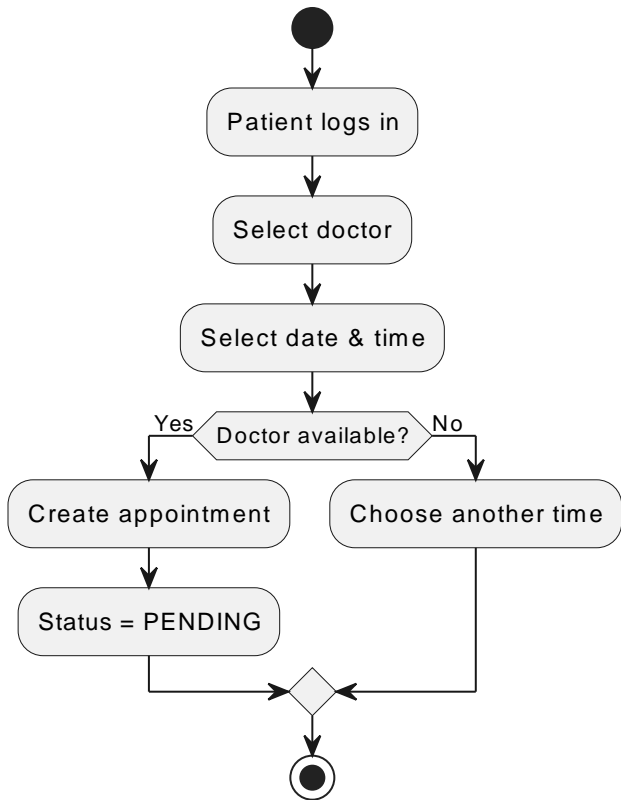 Patient logs in
Select doctor
Select date & time
Yes
Doctor available?
No
Create appointment
Choose another time
Status = PENDING